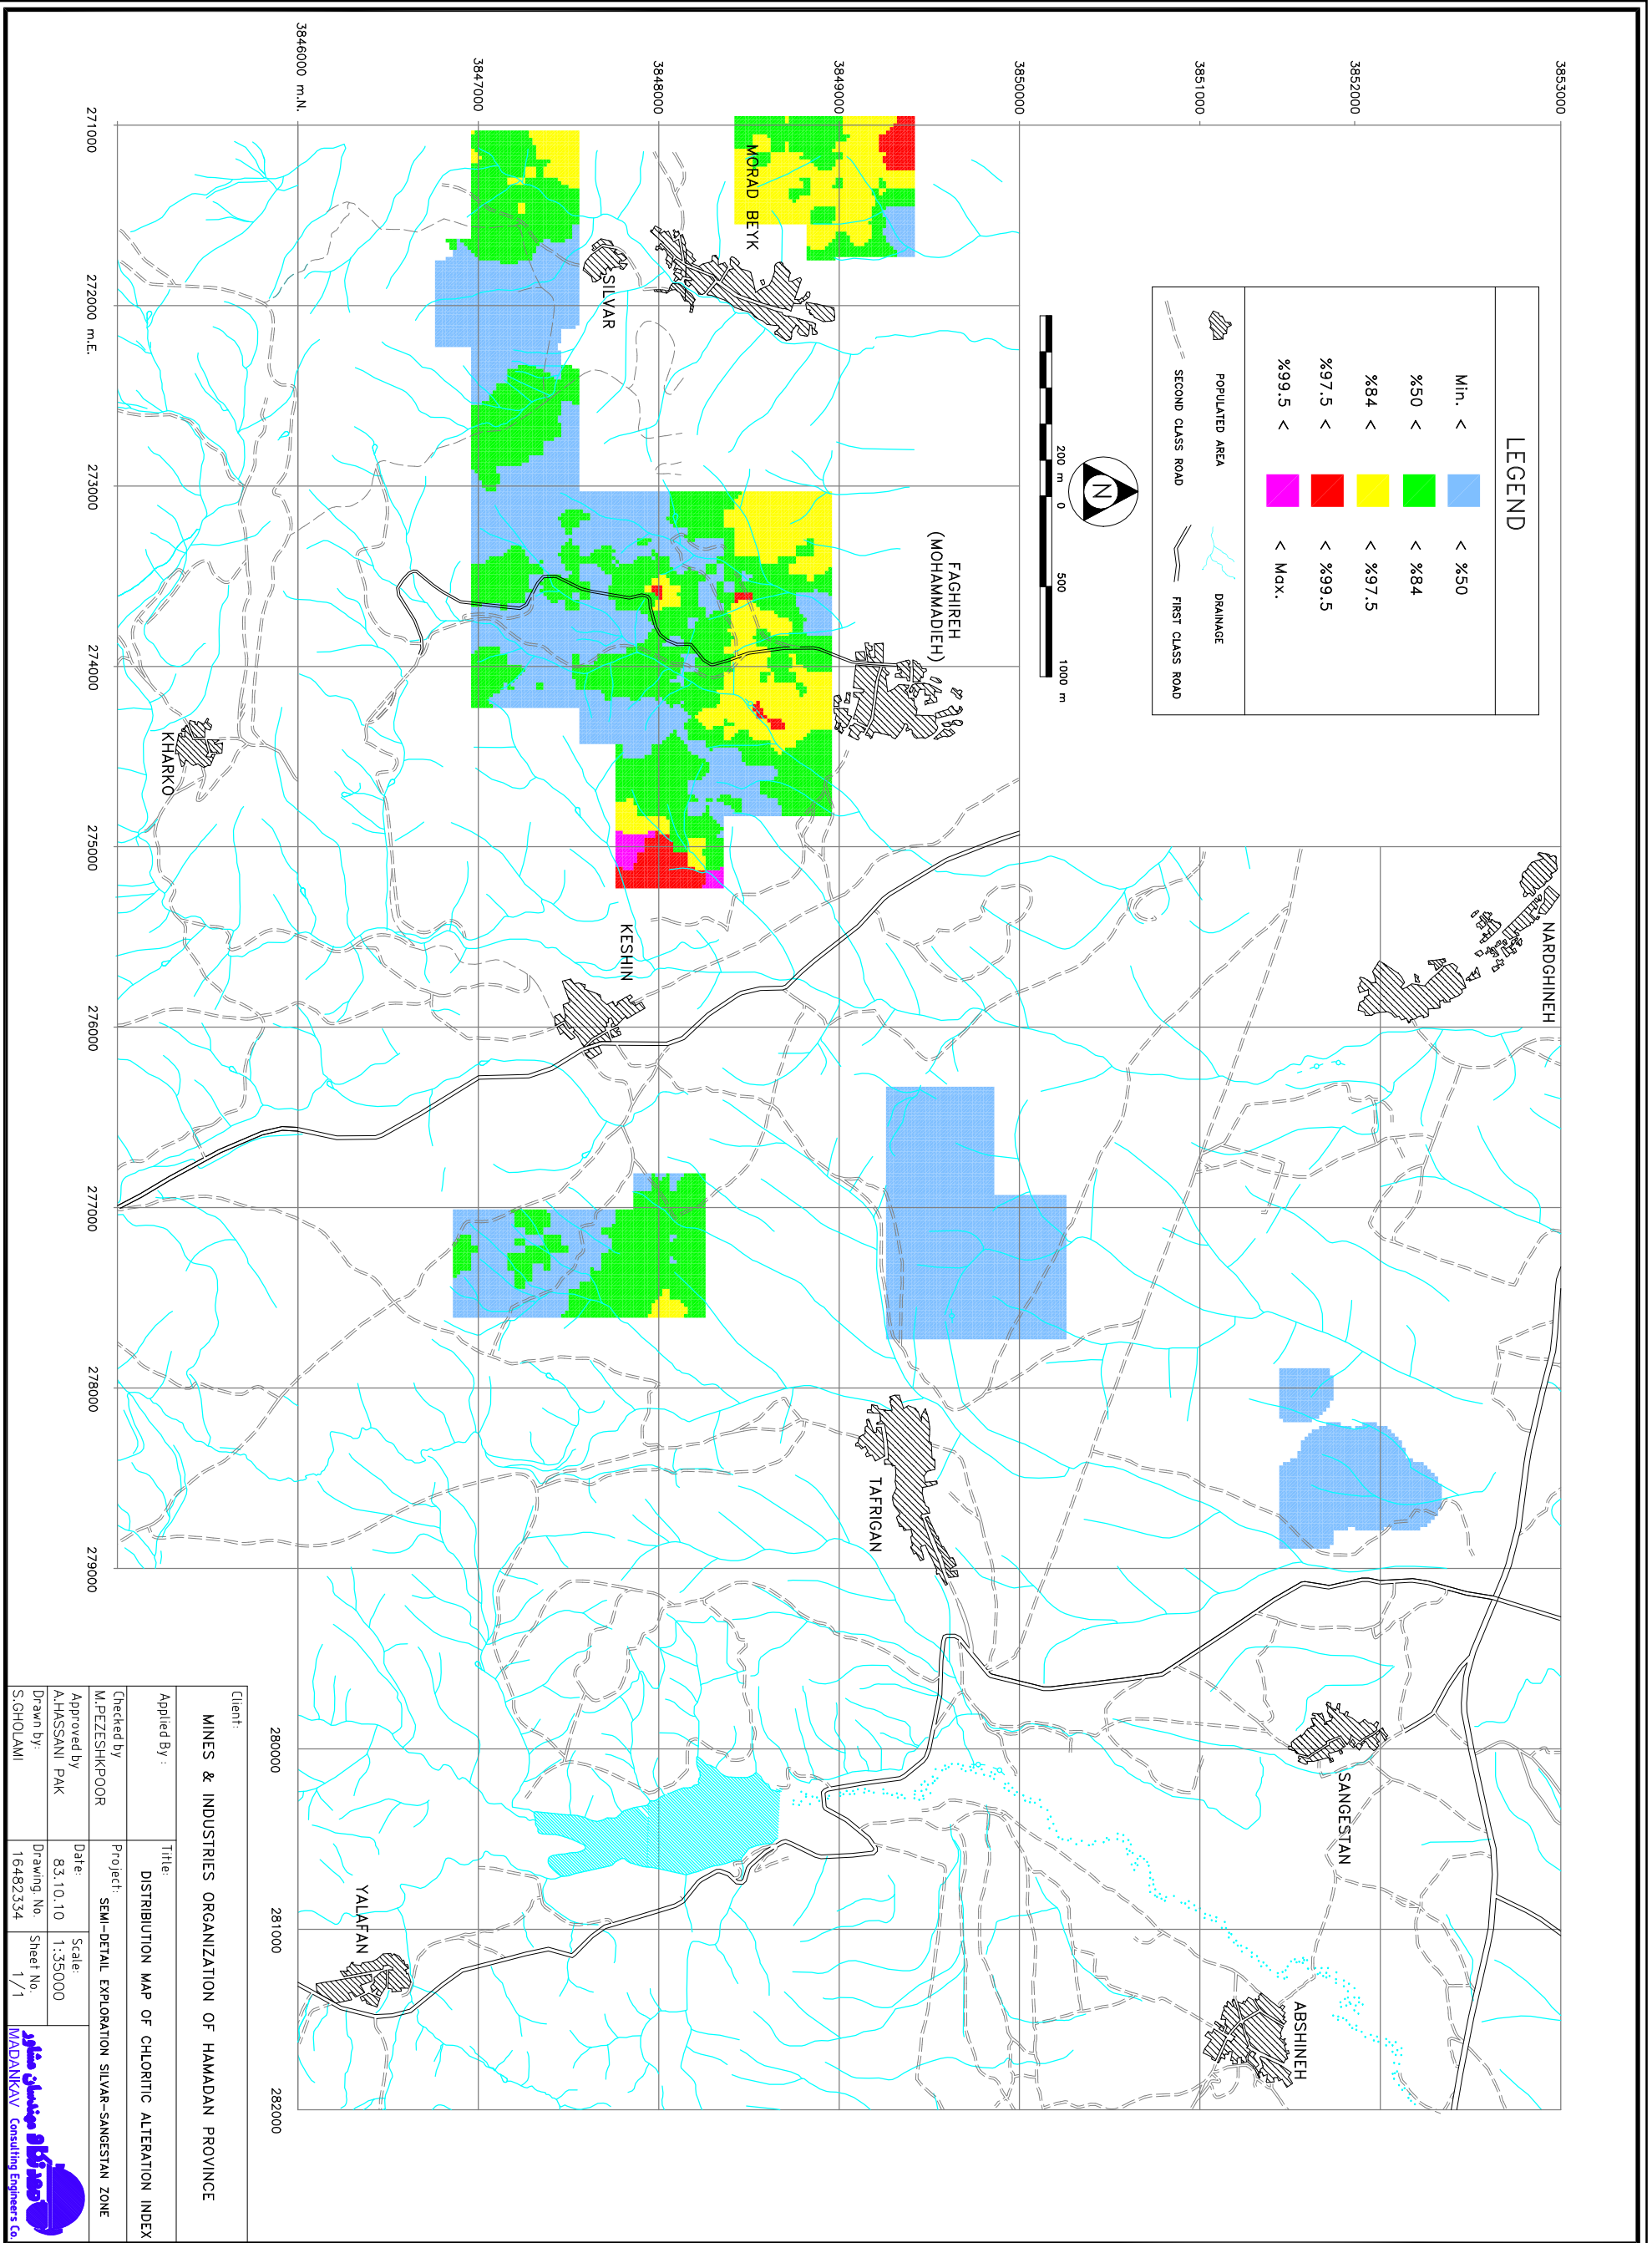 LEGEND
Min. < < %50
%50 < < %84
%84 < < %97.5
%97.5 < < %99.5
%99.5 < < Max.
POPULATED AREA
DRAINAGE
SECOND CLASS ROAD
FIRST CLASS ROAD
N
200 m 0 500 1000 m
3853000
3852000
3851000
3850000
3849000
3848000
3847000
3846000 m.N.
271000
272000 m.E.
273000
274000
275000
276000
277000
278000
279000
280000
281000
282000
MORAD BEYK
SILVAR
FAGHIREH
(MOHAMMADIEH)
KHARKO
KESHIN
NARDGHINEH
TAFRIGAN
SANGESTAN
ABSHINEH
YALAFAN
Client:
MINES & INDUSTRIES ORGANIZATION OF HAMADAN PROVINCE
Applied By :
Title:
DISTRIBUTION MAP OF CHLORITIC ALTERATION INDEX
Checked by
M.PEZESHKPOOR
Project:
SEMI-DETAIL EXPLORATION SILVAR-SANGESTAN ZONE
Approved by
A.HASSANI PAK
Date:
83.10.10
Scale:
1:35000
Drawn by:
S.GHOLAMI
Drawing. No.
16482334
Sheet No.
1/1
مهندسان مشاور
MADANKAV Consulting Engineers Co.